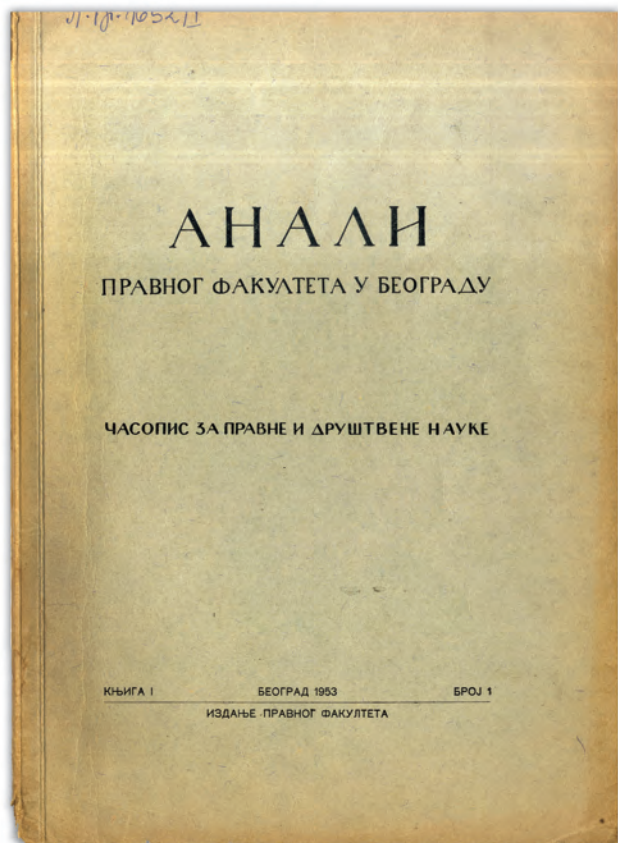 АНАЛИ
ПРАВНОГ ФАКУЛТЕТА У БЕОГРАДУ
ЧАСОПИС ЗА ПРАВНЕ И ДРУШТВЕНЕ НАУКЕ
КЊИГА I БЕОГРАД 1953 БРОЈ 1
ИЗДАЊЕ ПРАВНОГ ФАКУЛТЕТА